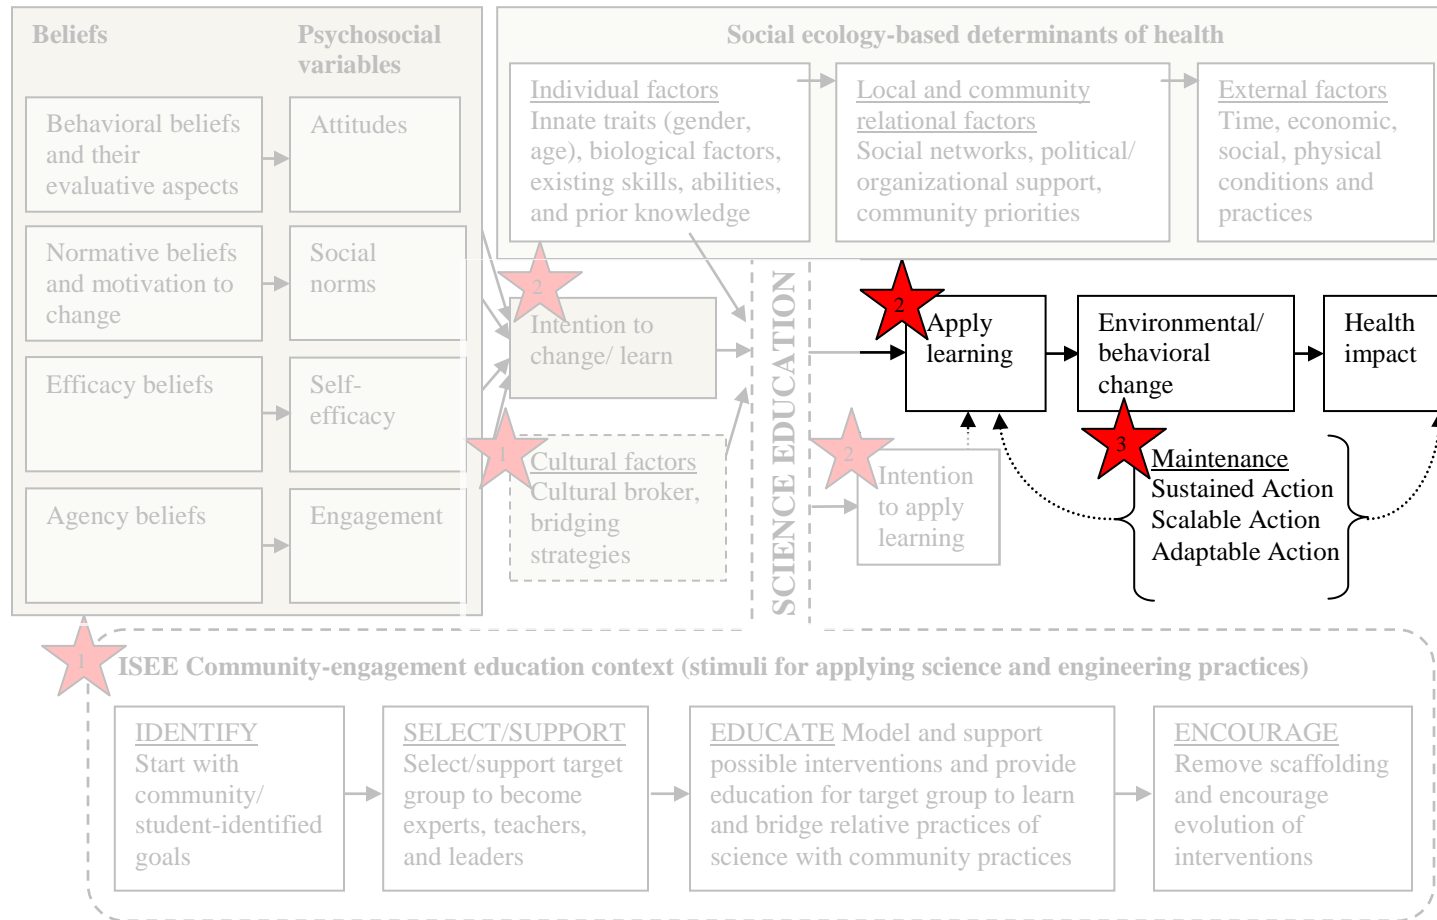 Beliefs
Psychosocial
variables
Behavioral beliefs
and their
evaluative aspects
Attitudes
Normative beliefs
and motivation to
change
Social
norms
Efficacy beliefs
Self-
efficacy
Agency beliefs
Engagement
Social ecology-based determinants of health
Individual factors
Innate traits (gender,
age), biological factors,
existing skills, abilities,
and prior knowledge
Local and community
relational factors
Social networks, political/
organizational support,
community priorities
External factors
Time, economic,
social, physical
conditions and
practices
2
Intention to
change/ learn
1
Cultural factors
Cultural broker,
bridging
strategies
SCIENCE EDUCATION
2
Apply
learning
Environmental/
behavioral
change
Health
impact
2
Intention
to apply
learning
3
Maintenance
Sustained Action
Scalable Action
Adaptable Action
1
ISEE Community-engagement education context (stimuli for applying science and engineering practices)
IDENTIFY
Start with
community/
student-identified
goals
SELECT/SUPPORT
Select/support target
group to become
experts, teachers,
and leaders
EDUCATE Model and support
possible interventions and provide
education for target group to learn
and bridge relative practices of
science with community practices
ENCOURAGE
Remove scaffolding
and encourage
evolution of
interventions